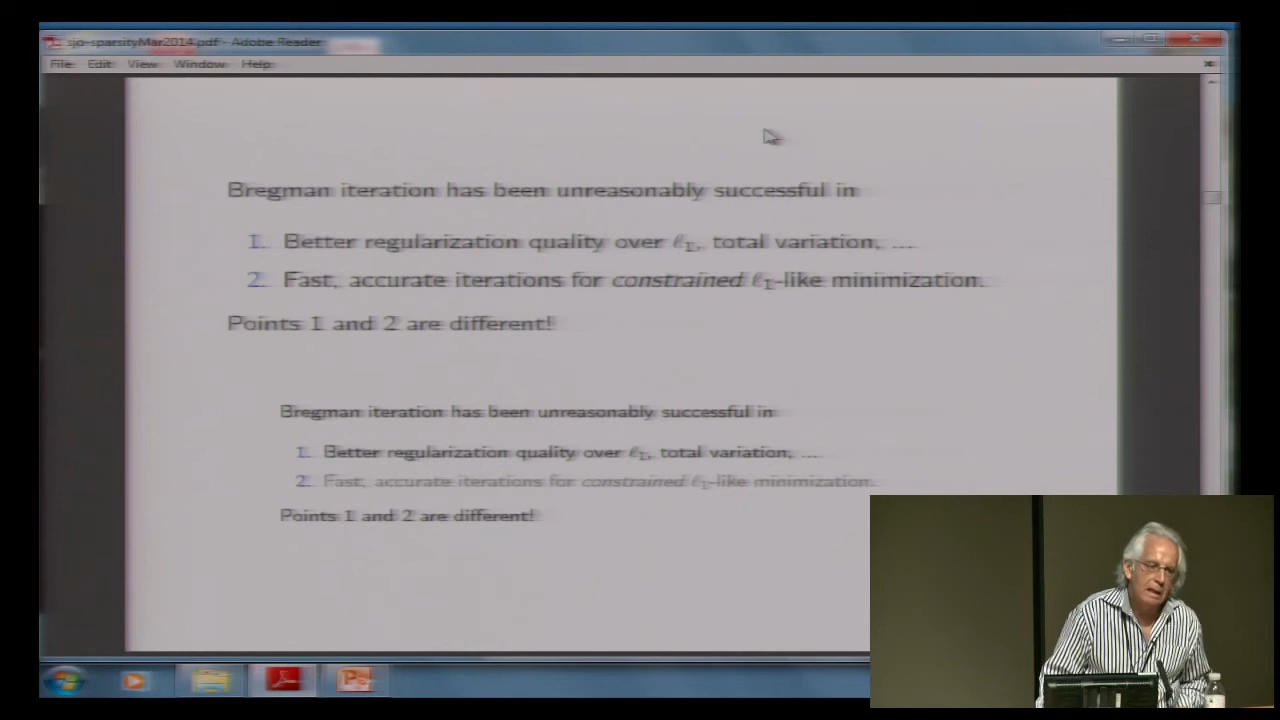 sjo-sparsityMar2014.pdf - Adobe Reader
File Edit View Window Help
Bregman iteration has been unreasonably successful in
1. Better regularization quality over ℓ₁, total variation, ...
2. Fast, accurate iterations for constrained ℓ₁-like minimization.
Points 1 and 2 are different!
Bregman iteration has been unreasonably successful in
1. Better regularization quality over ℓ₁, total variation, ...
2. Fast, accurate iterations for constrained ℓ₁-like minimization.
Points 1 and 2 are different!